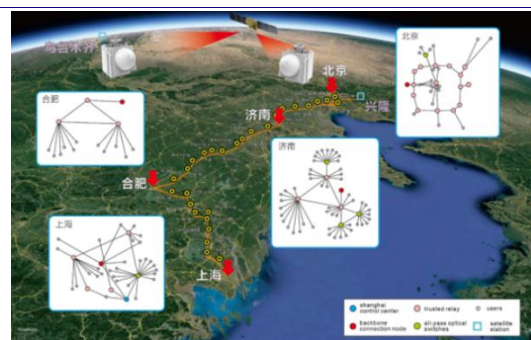 乌鲁木齐
北京
北京
兴隆
合肥
济南
济南
合肥
上海
上海
shanghai
control center
trusted relay
users
backbone
connection node
all-pass optical
switches
satellite
station